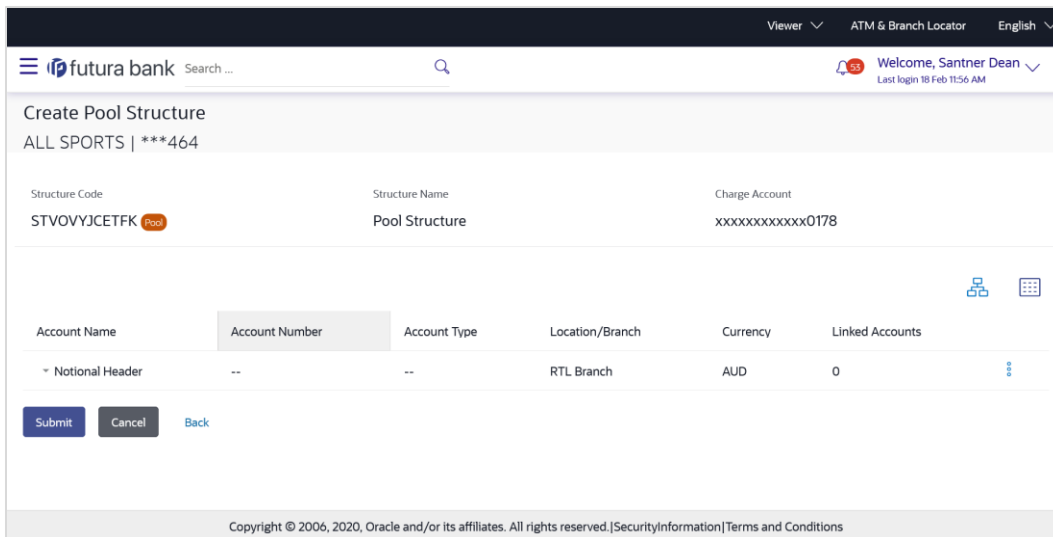 Viewer ATM & Branch Locator English
futura bank Search ... 53 Welcome, Santner Dean
Last login 18 Feb 11:56 AM
Create Pool Structure
ALL SPORTS | ***464
Structure Code Structure Name Charge Account
STVOVYJCETFK Pool Pool Structure xxxxxxxxxxxx0178
Account Name Account Number Account Type Location/Branch Currency Linked Accounts
Notional Header -- -- RTL Branch AUD 0
Submit Cancel Back
Copyright © 2006, 2020, Oracle and/or its affiliates. All rights reserved.|SecurityInformation|Terms and Conditions